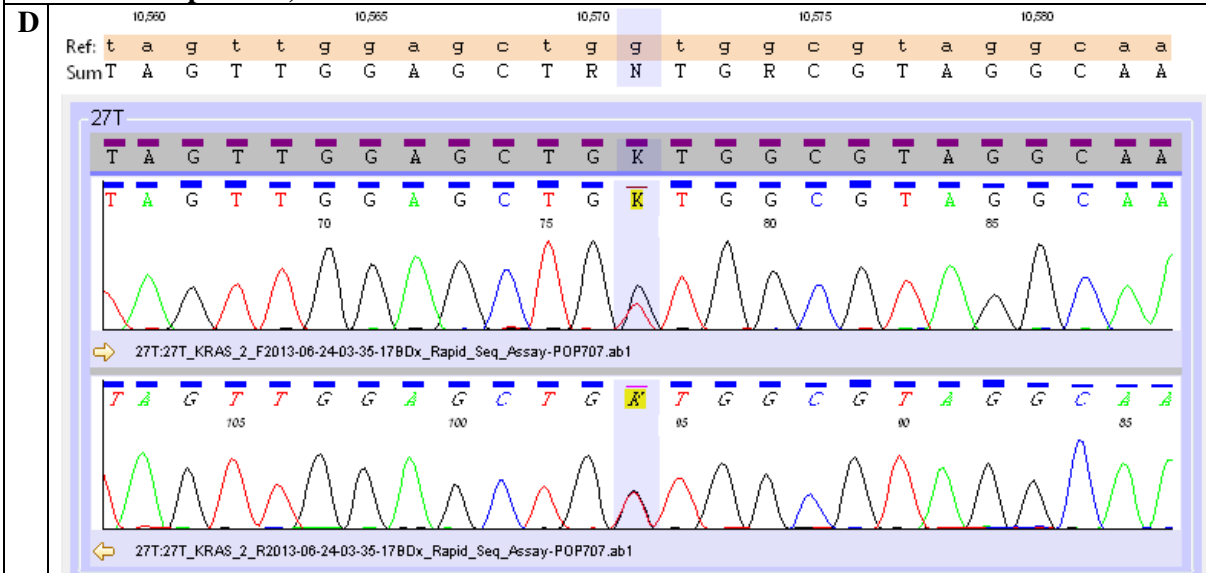 D
10,560 10,565 10,570 10,575 10,580
Ref: t a g t t g g a g c t g g t g g c g t a g g c a a
Sum T A G T T G G A G C T R N T G R C G T A G G C A A
27T
T A G T T G G A G C T G K T G G C G T A G G C A A
T A G T T G G A G C T G K T G G C G T A G G C A A
70 75 80 85
27T:27T_KRAS_2_F2013-06-24-03-35-17BDx_Rapid_Seq_Assay-POP707.ab1
T A G T T G G A G C T G K T G G C G T A G G C A A
105 100 95 90 85
27T:27T_KRAS_2_R2013-06-24-03-35-17BDx_Rapid_Seq_Assay-POP707.ab1